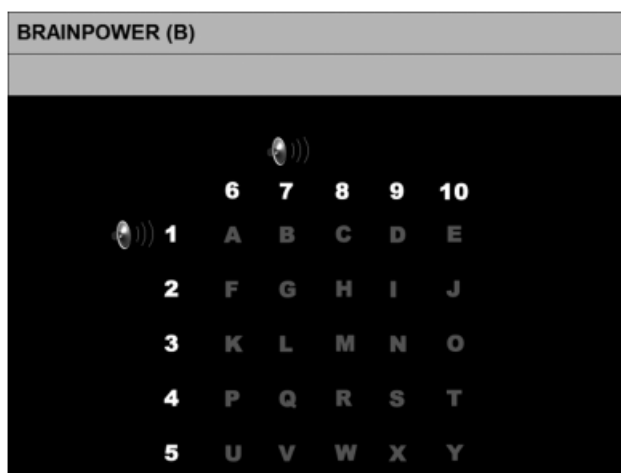 BRAINPOWER (B)
6 7 8 9 10
1 A B C D E
2 F G H I J
3 K L M N O
4 P Q R S T
5 U V W X Y